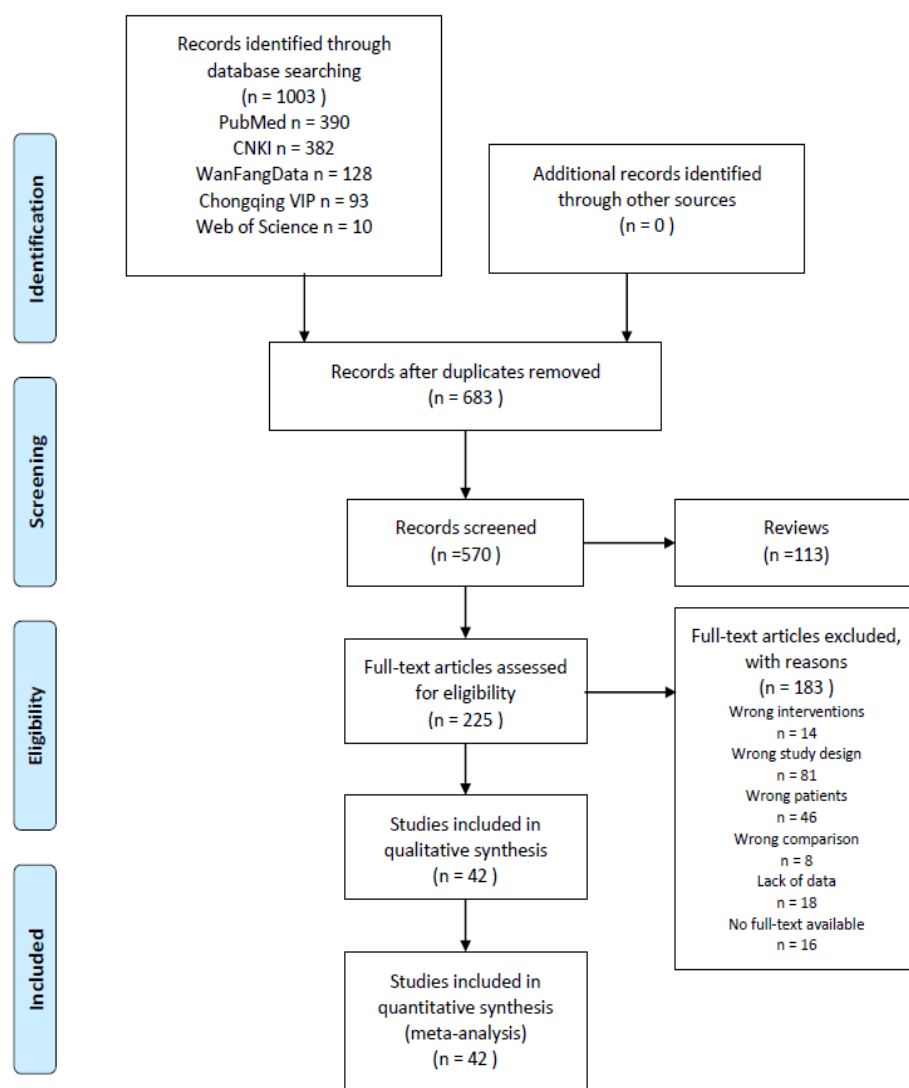 Records identified through
database searching
(n = 1003 )
PubMed n = 390
CNKI n = 382
WanFangData n = 128
Chongqing VIP n = 93
Web of Science n = 10
Additional records identified
through other sources
(n = 0 )
Identification
Records after duplicates removed
(n = 683 )
Screening
Records screened
(n =570 )
Reviews
(n =113)
Eligibility
Full-text articles assessed
for eligibility
(n = 225 )
Full-text articles excluded,
with reasons
(n = 183 )
Wrong interventions
n = 14
Wrong study design
n = 81
Wrong patients
n = 46
Wrong comparison
n = 8
Lack of data
n = 18
No full-text available
n = 16
Studies included in
qualitative synthesis
(n = 42 )
Included
Studies included in
quantitative synthesis
(meta-analysis)
(n = 42 )